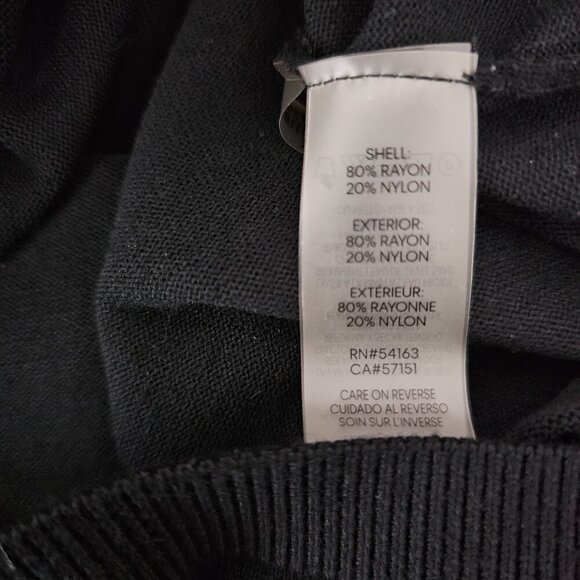 SHELL:
80% RAYON
20% NYLON
EXTERIOR:
80% RAYON
20% NYLON
EXTÉRIEUR:
80% RAYONNE
20% NYLON
RN#54163
CA#57151
CARE ON REVERSE
CUIDADO AL REVERSO
SOIN SUR L'INVERSE